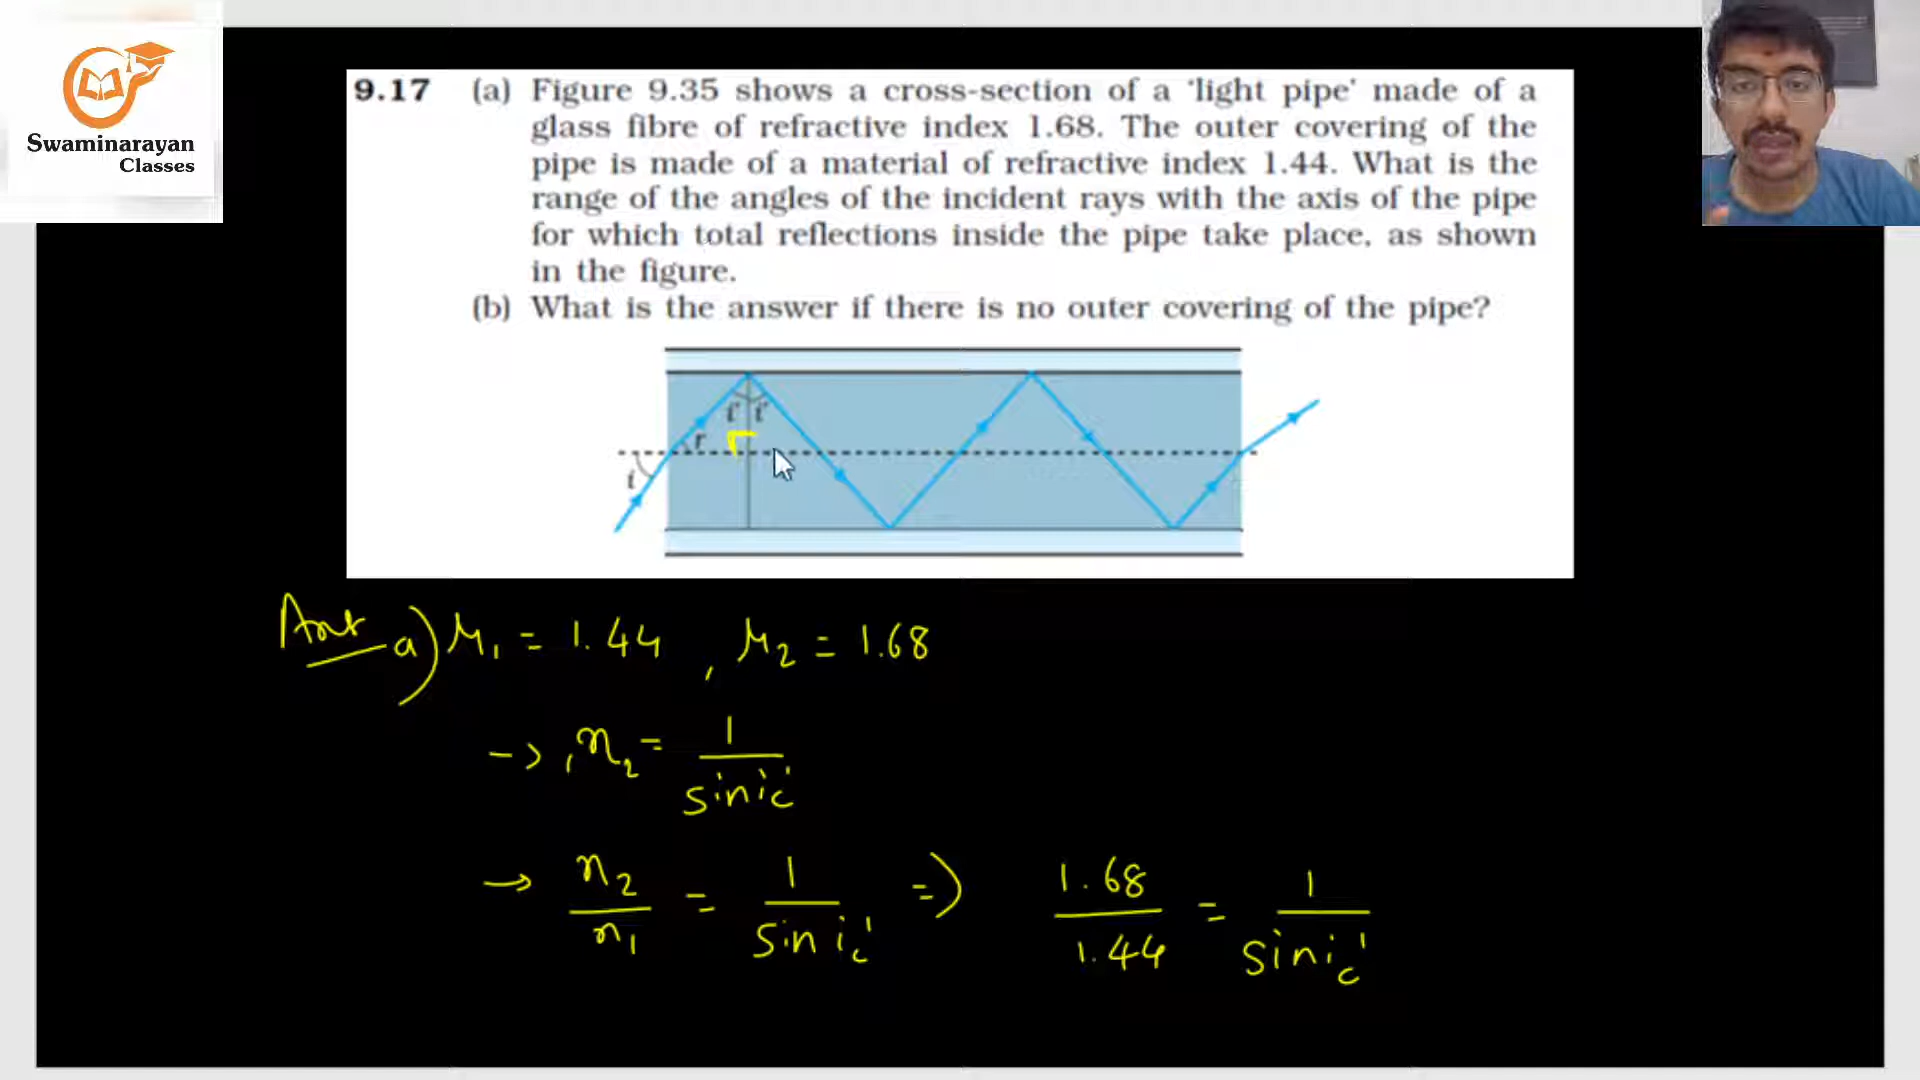 Swaminarayan
Classes
9.17 (a) Figure 9.35 shows a cross-section of a ‘light pipe’ made of a
glass fibre of refractive index 1.68. The outer covering of the
pipe is made of a material of refractive index 1.44. What is the
range of the angles of the incident rays with the axis of the pipe
for which total reflections inside the pipe take place, as shown
in the figure.
(b) What is the answer if there is no outer covering of the pipe?
i' i'
r
i
a) μ₁ = 1.44 , μ₂ = 1.68
→ ₁n₂ = 1/sin i'c
→ n₂/n₁ = 1/sin i'c ⇒ 1.68/1.44 = 1/sin i'c